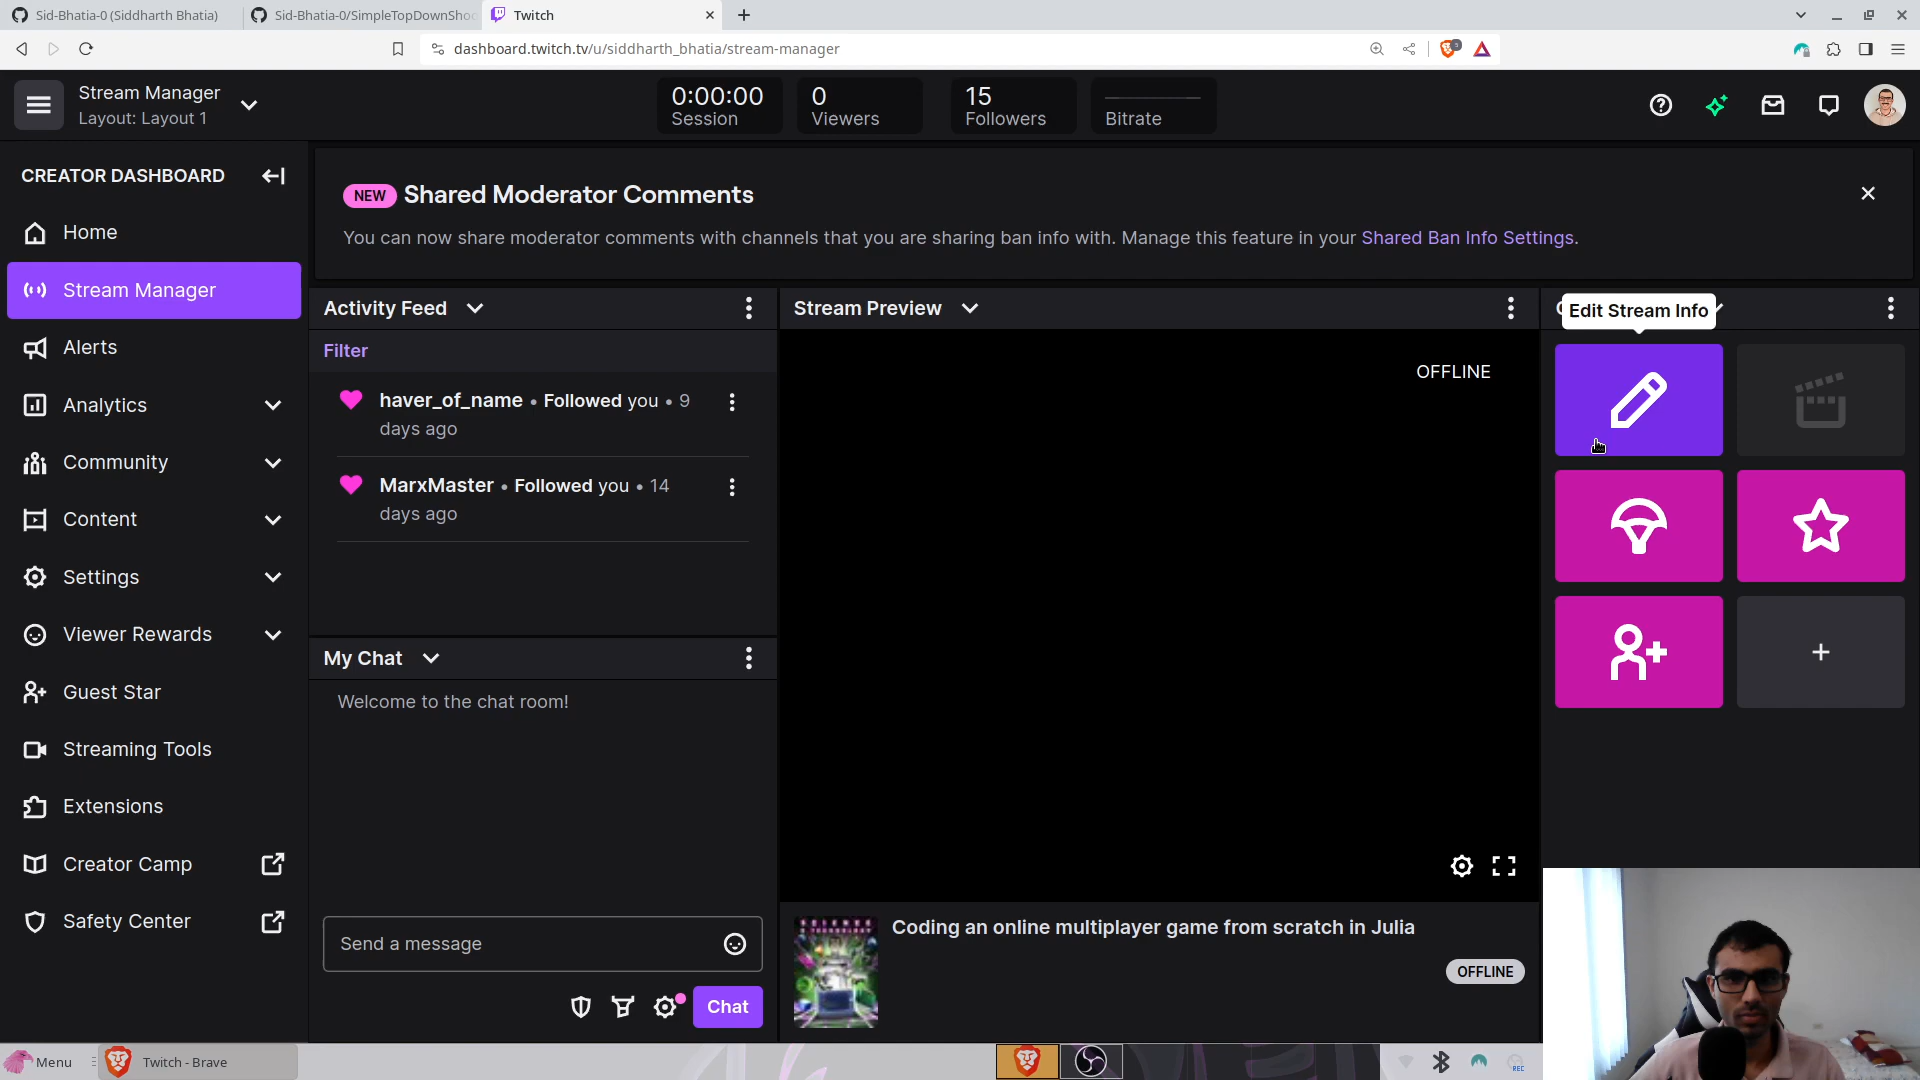 Sid-Bhatia-0 (Siddharth Bhatia)
Sid-Bhatia-0/SimpleTopDownShoo
Twitch
dashboard.twitch.tv/u/siddharth_bhatia/stream-manager
Stream Manager
Layout: Layout 1
0:00:00
Session
0
Viewers
15
Followers
Bitrate
CREATOR DASHBOARD
Home
Stream Manager
Alerts
Analytics
Community
Content
Settings
Viewer Rewards
Guest Star
Streaming Tools
Extensions
Creator Camp
Safety Center
NEW Shared Moderator Comments
You can now share moderator comments with channels that you are sharing ban info with. Manage this feature in your Shared Ban Info Settings.
Activity Feed
Filter
haver_of_name • Followed you • 9
days ago
MarxMaster • Followed you • 14
days ago
My Chat
Welcome to the chat room!
Send a message
Chat
Stream Preview
OFFLINE
Coding an online multiplayer game from scratch in Julia
OFFLINE
Edit Stream Info
Menu
Twitch - Brave
REC